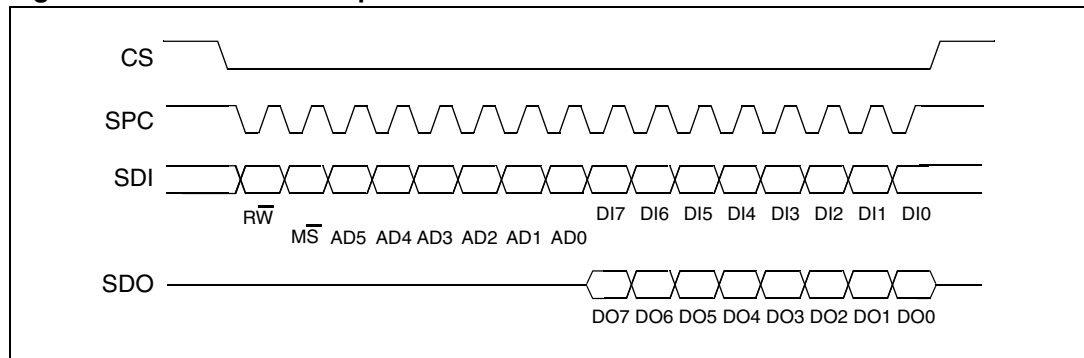 CS
SPC
SDI
RW̅ DI7 DI6 DI5 DI4 DI3 DI2 DI1 DI0
MS̅ AD5 AD4 AD3 AD2 AD1 AD0
SDO
DO7 DO6 DO5 DO4 DO3 DO2 DO1 DO0